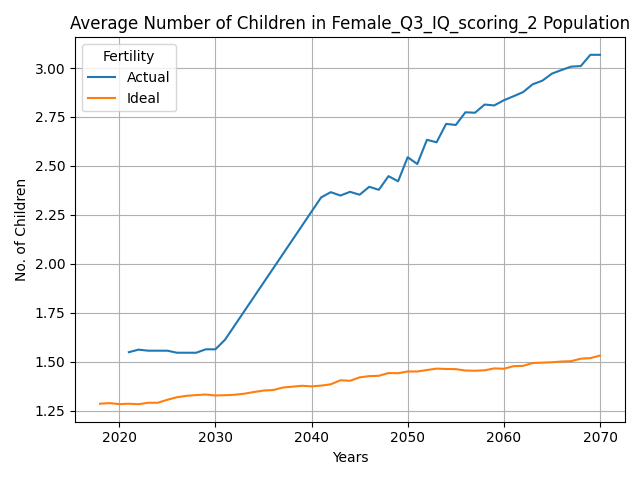 Average Number of Children in Female_Q3_IQ_scoring_2 Population
Fertility
Actual
Ideal
No. of Children
3.00
2.75
2.50
2.25
2.00
1.75
1.50
1.25
2020 2030 2040 2050 2060 2070
Years